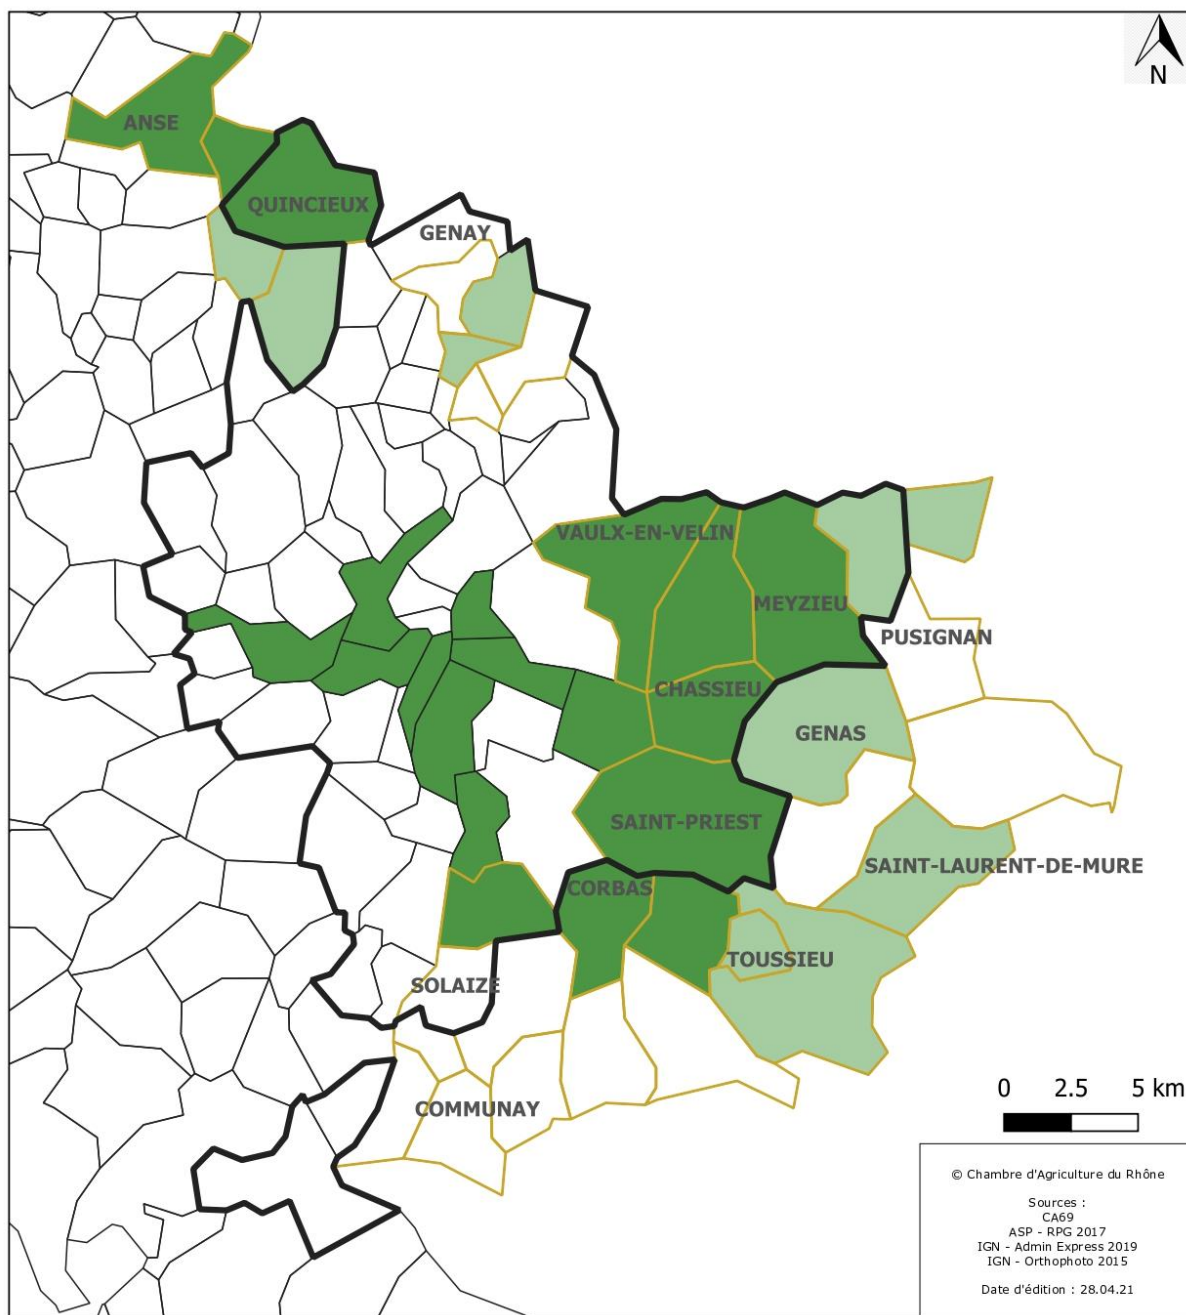 N
ANSE
QUINCIEUX
GENAY
VAULX-EN-VELIN
MEYZIEU
PUSIGNAN
CHASSIEU
GENAS
SAINT-PRIEST
SAINT-LAURENT-DE-MURE
CORBAS
TOUSSIEU
SOLAIZE
COMMUNAY
0 2.5 5 km
© Chambre d'Agriculture du Rhône
Sources :
CA69
ASP - RPG 2017
IGN - Admin Express 2019
IGN - Orthophoto 2015
Date d'édition : 28.04.21